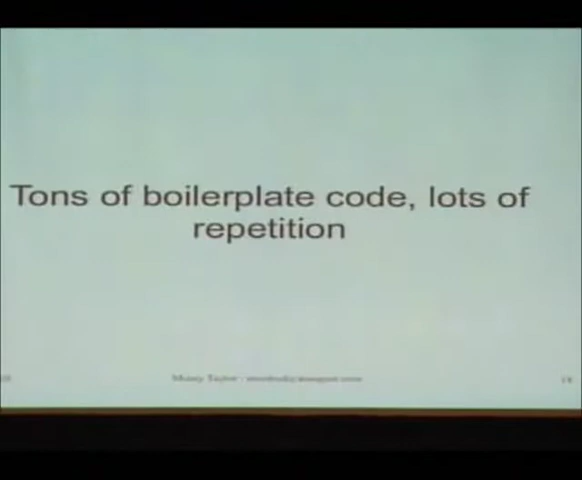 Tons of boilerplate code, lots of
repetition